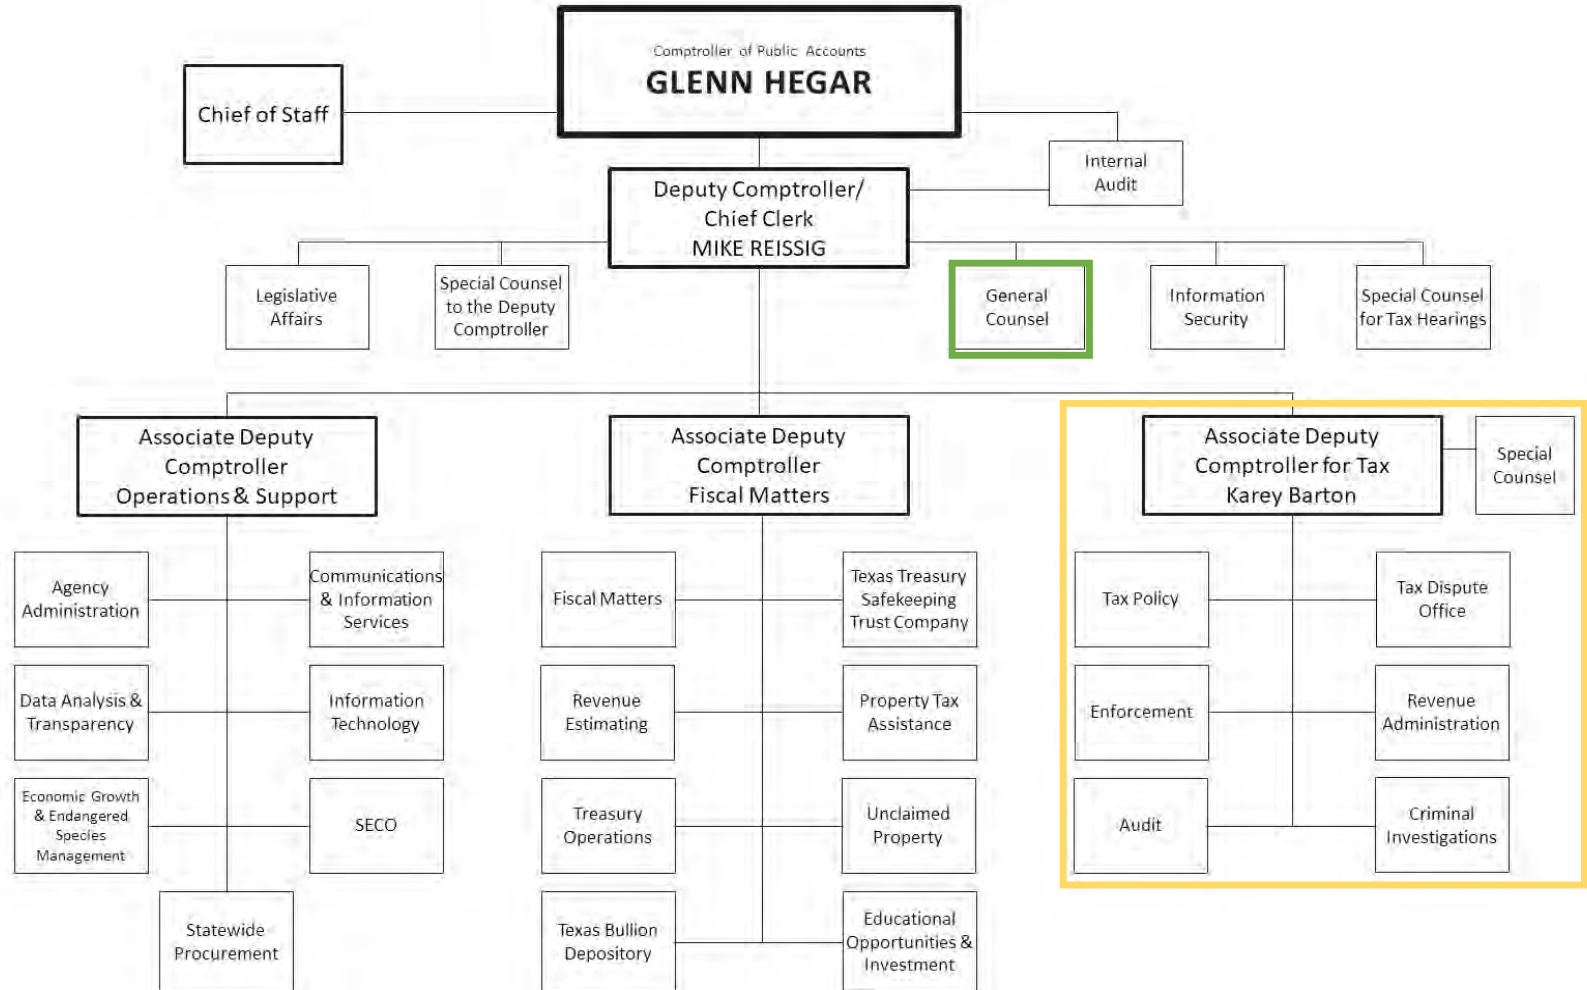 Comptroller of Public Accounts
GLENN HEGAR
Chief of Staff
Internal
Audit
Deputy Comptroller/
Chief Clerk
MIKE REISSIG
Legislative
Affairs
Special Counsel
to the Deputy
Comptroller
General
Counsel
Information
Security
Special Counsel
for Tax Hearings
Associate Deputy
Comptroller
Operations & Support
Associate Deputy
Comptroller
Fiscal Matters
Associate Deputy
Comptroller for Tax
Karey Barton
Special
Counsel
Agency
Administration
Communications
& Information
Services
Fiscal Matters
Texas Treasury
Safekeeping
Trust Company
Tax Policy
Tax Dispute
Office
Data Analysis &
Transparency
Information
Technology
Revenue
Estimating
Property Tax
Assistance
Enforcement
Revenue
Administration
Economic Growth
& Endangered
Species
Management
SECO
Treasury
Operations
Unclaimed
Property
Audit
Criminal
Investigations
Statewide
Procurement
Texas Bullion
Depository
Educational
Opportunities &
Investment